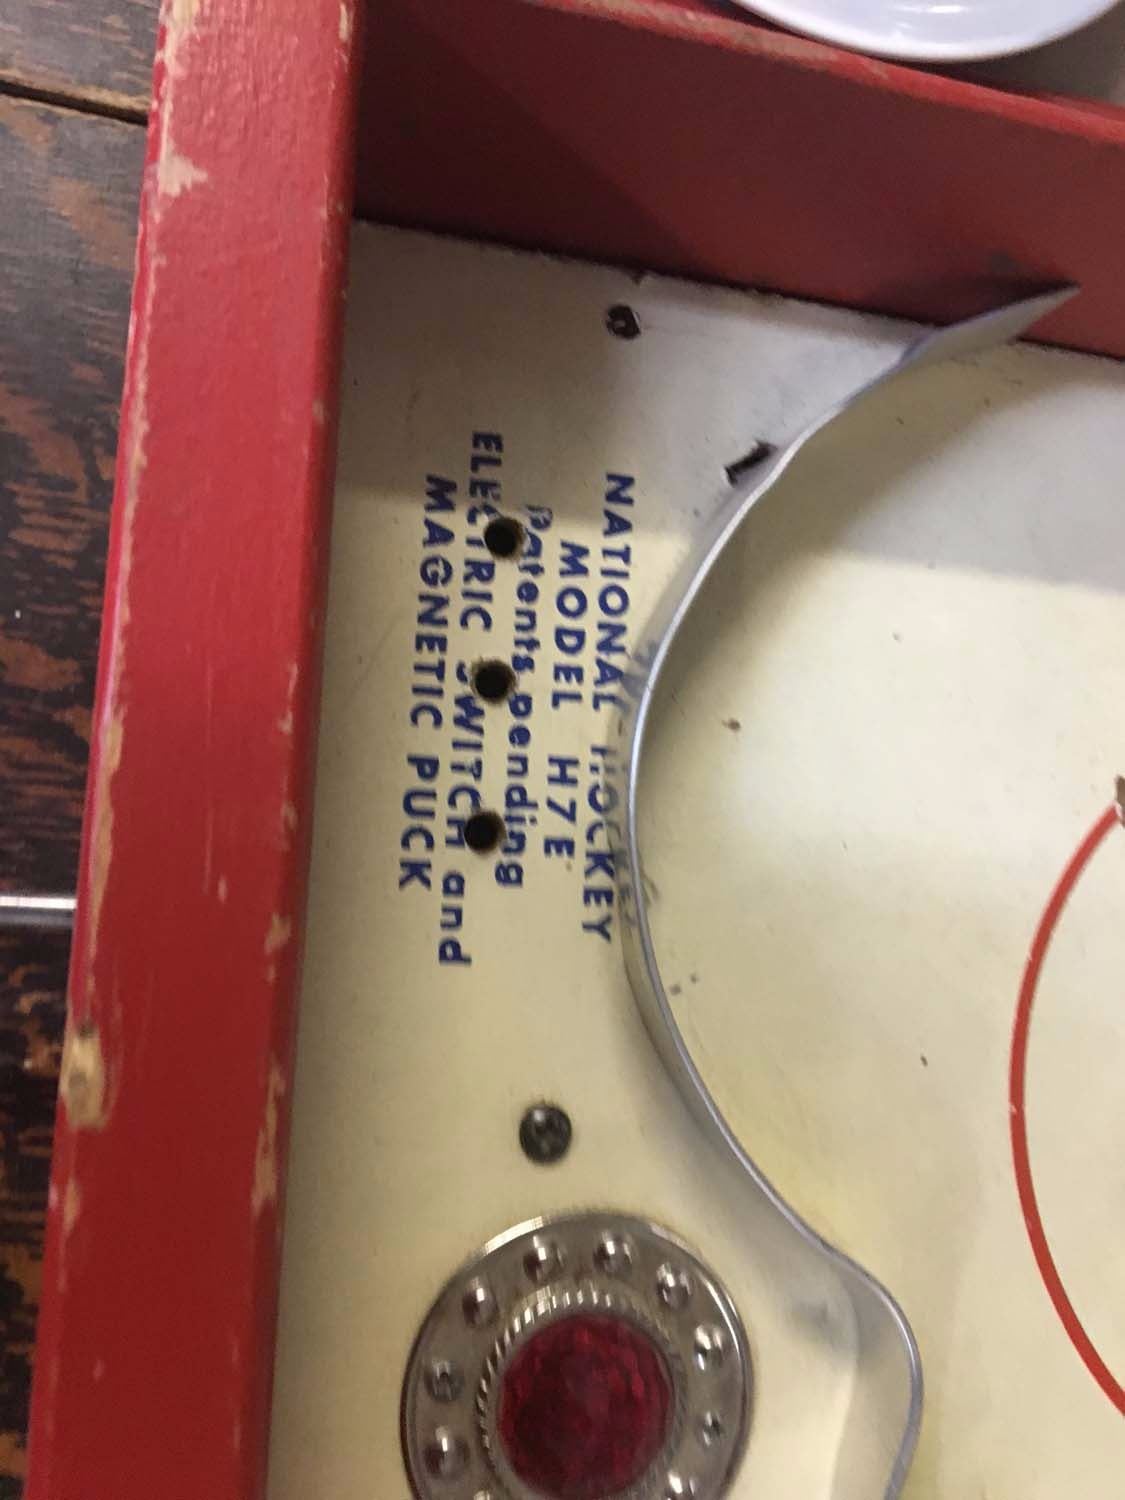 NATIONAL HOCKEY
MODEL H7E
Patents pending
ELECTRIC SWITCH and
MAGNETIC PUCK